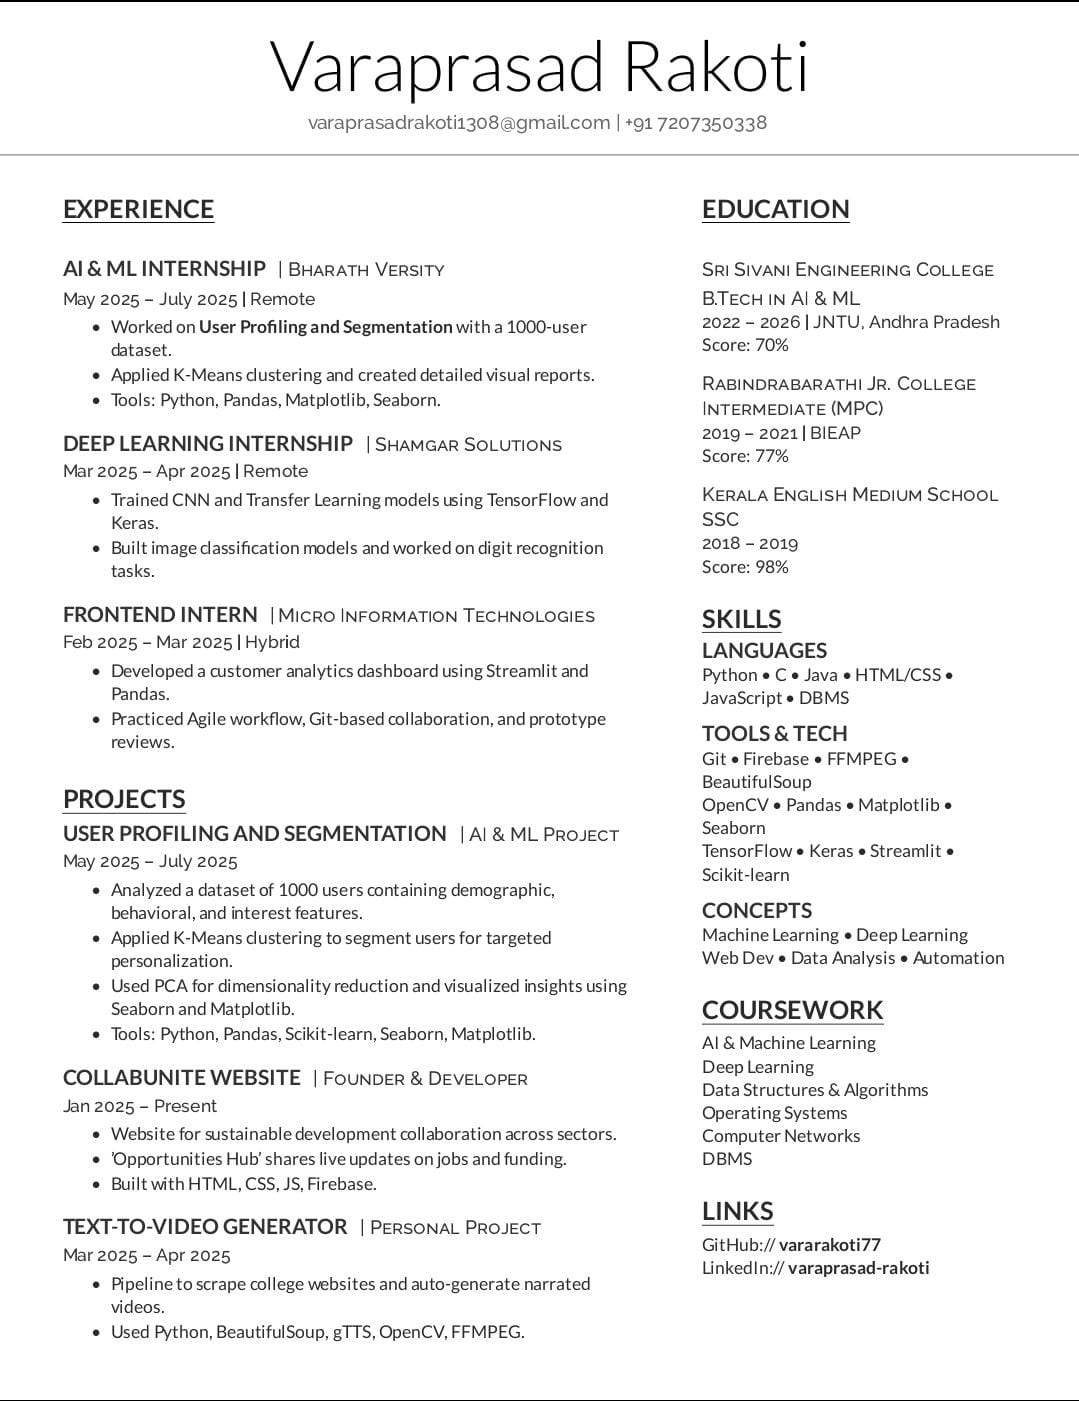 Varaprasad Rakoti
varaprasadrakoti1308@gmail.com | +91 7207350338
EXPERIENCE
AI & ML INTERNSHIP | Bharath Versity
May 2025 – July 2025 | Remote
• Worked on User Profiling and Segmentation with a 1000-user
dataset.
• Applied K-Means clustering and created detailed visual reports.
• Tools: Python, Pandas, Matplotlib, Seaborn.
DEEP LEARNING INTERNSHIP | Shamgar Solutions
Mar 2025 – Apr 2025 | Remote
• Trained CNN and Transfer Learning models using TensorFlow and
Keras.
• Built image classification models and worked on digit recognition
tasks.
FRONTEND INTERN | Micro Information Technologies
Feb 2025 – Mar 2025 | Hybrid
• Developed a customer analytics dashboard using Streamlit and
Pandas.
• Practiced Agile workflow, Git-based collaboration, and prototype
reviews.
PROJECTS
USER PROFILING AND SEGMENTATION | AI & ML Project
May 2025 – July 2025
• Analyzed a dataset of 1000 users containing demographic,
behavioral, and interest features.
• Applied K-Means clustering to segment users for targeted
personalization.
• Used PCA for dimensionality reduction and visualized insights using
Seaborn and Matplotlib.
• Tools: Python, Pandas, Scikit-learn, Seaborn, Matplotlib.
COLLABUNITE WEBSITE | Founder & Developer
Jan 2025 – Present
• Website for sustainable development collaboration across sectors.
• ’Opportunities Hub’ shares live updates on jobs and funding.
• Built with HTML, CSS, JS, Firebase.
TEXT-TO-VIDEO GENERATOR | Personal Project
Mar 2025 – Apr 2025
• Pipeline to scrape college websites and auto-generate narrated
videos.
• Used Python, BeautifulSoup, gTTS, OpenCV, FFMPEG.
EDUCATION
Sri Sivani Engineering College
B.Tech in AI & ML
2022 – 2026 | JNTU, Andhra Pradesh
Score: 70%
Rabindrabarathi Jr. College
Intermediate (MPC)
2019 – 2021 | BIEAP
Score: 77%
Kerala English Medium School
SSC
2018 – 2019
Score: 98%
SKILLS
LANGUAGES
Python • C • Java • HTML/CSS •
JavaScript • DBMS
TOOLS & TECH
Git • Firebase • FFMPEG •
BeautifulSoup
OpenCV • Pandas • Matplotlib •
Seaborn
TensorFlow • Keras • Streamlit •
Scikit-learn
CONCEPTS
Machine Learning • Deep Learning
Web Dev • Data Analysis • Automation
COURSEWORK
AI & Machine Learning
Deep Learning
Data Structures & Algorithms
Operating Systems
Computer Networks
DBMS
LINKS
GitHub:// vararakoti77
LinkedIn:// varaprasad-rakoti